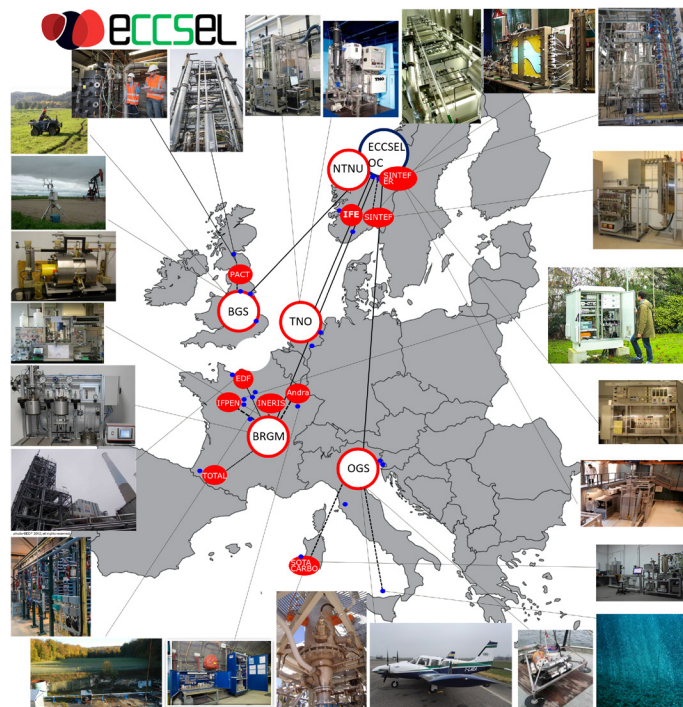 eccsel
TNO
ECCSEL
OC
NTNU
SINTEF
ER
IFE
SINTEF
PACT
BGS
TNO
EDF
IFPEN
INERIS
Andra
BRGM
TOTAL
OGS
SOTA
CARBO